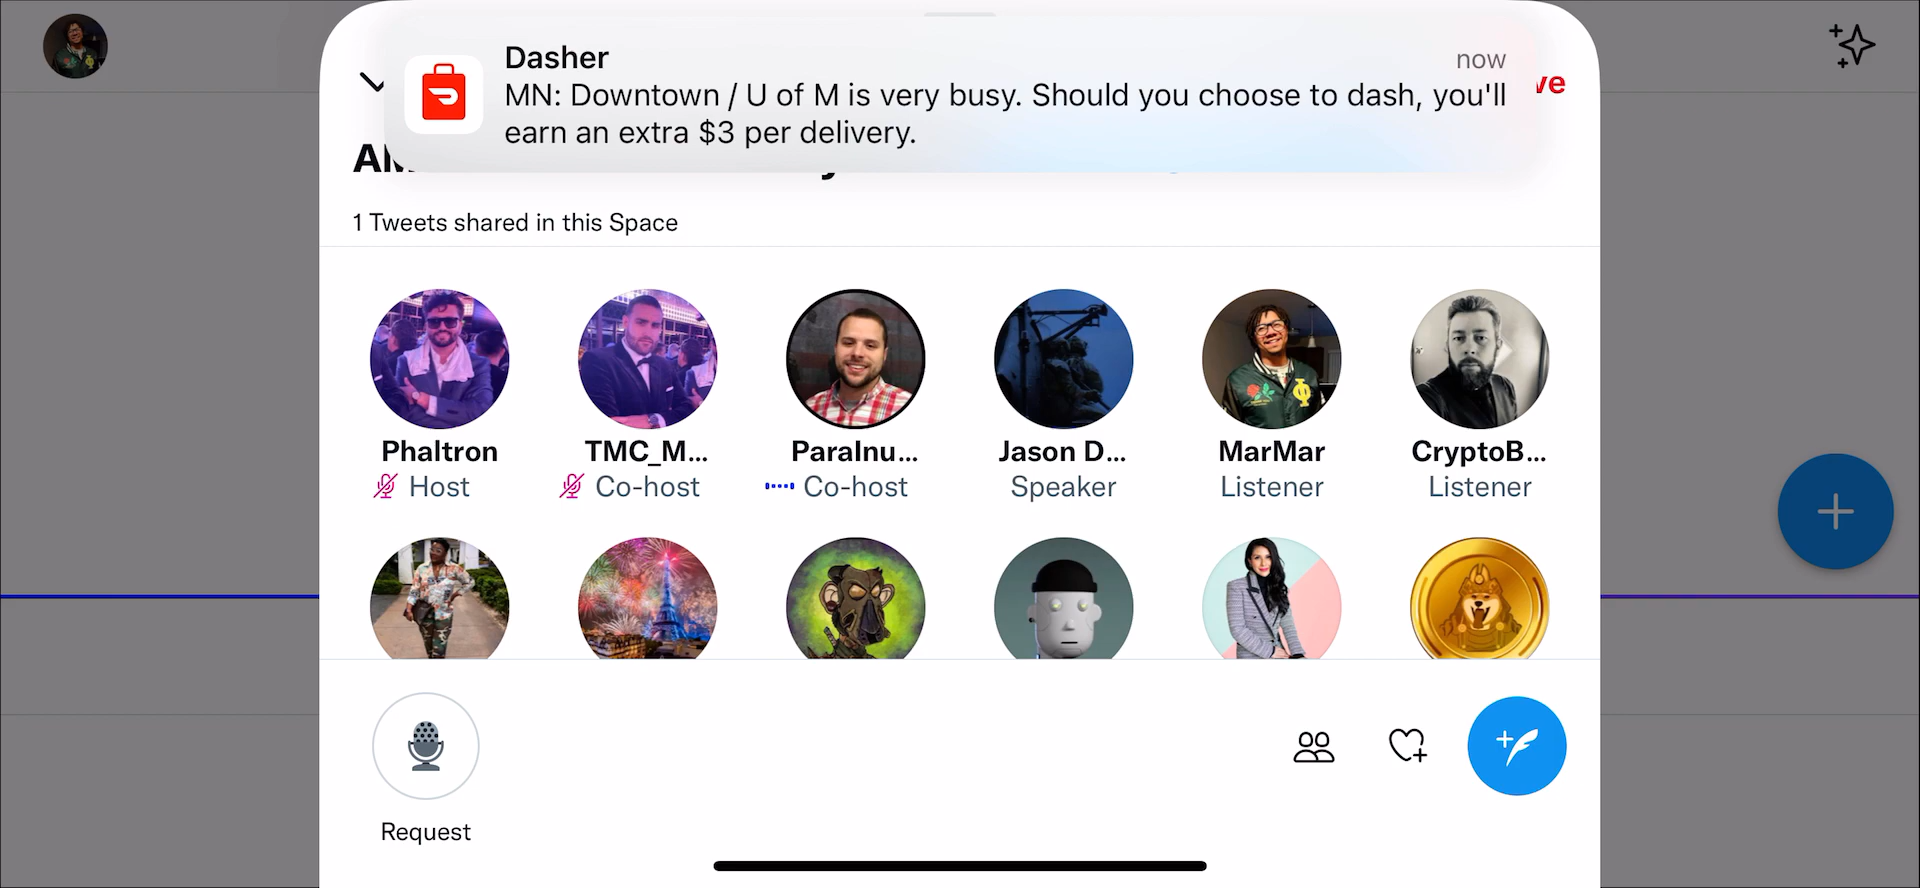 Dasher
now
MN: Downtown / U of M is very busy. Should you choose to dash, you'll
earn an extra $3 per delivery.
1 Tweets shared in this Space
Phaltron
TMC_M...
ParaInu...
Jason D...
MarMar
CryptoB...
Host
Co-host
Co-host
Speaker
Listener
Listener
Request